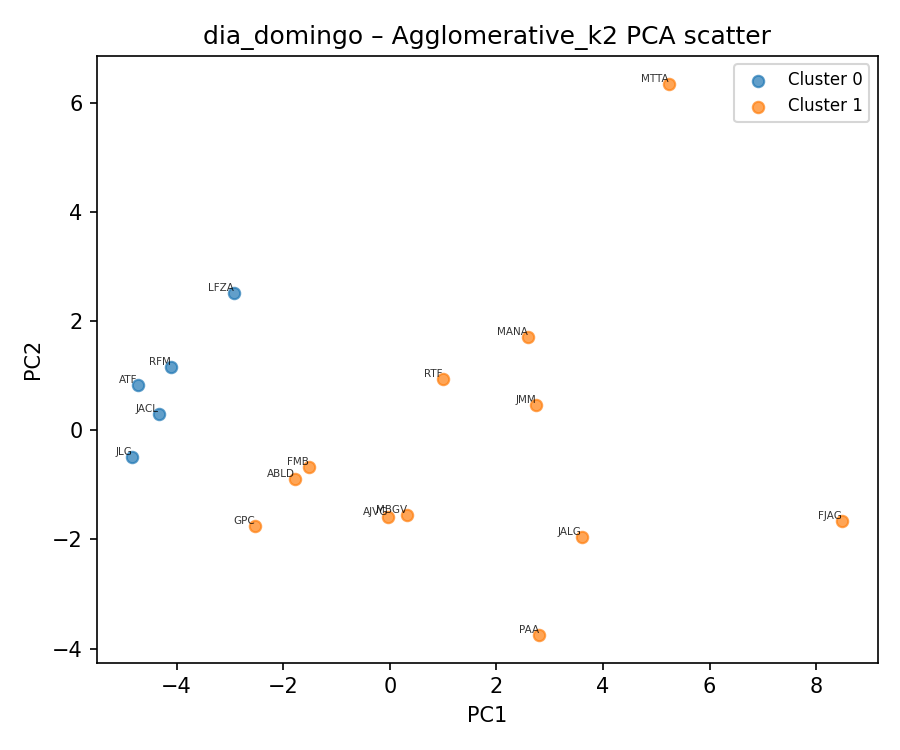 dia_domingo – Agglomerative_k2 PCA scatter
MTTA
Cluster 0
Cluster 1
6
4
LFZA
2
MANA
RFM
RTF
ATF
JMM
JACL
PC2
0
JLG
FMB
ABLD
AJVG
MBGV
GPC
FJAG
JALG
−2
PAA
−4
−4 −2 0 2 4 6 8
PC1